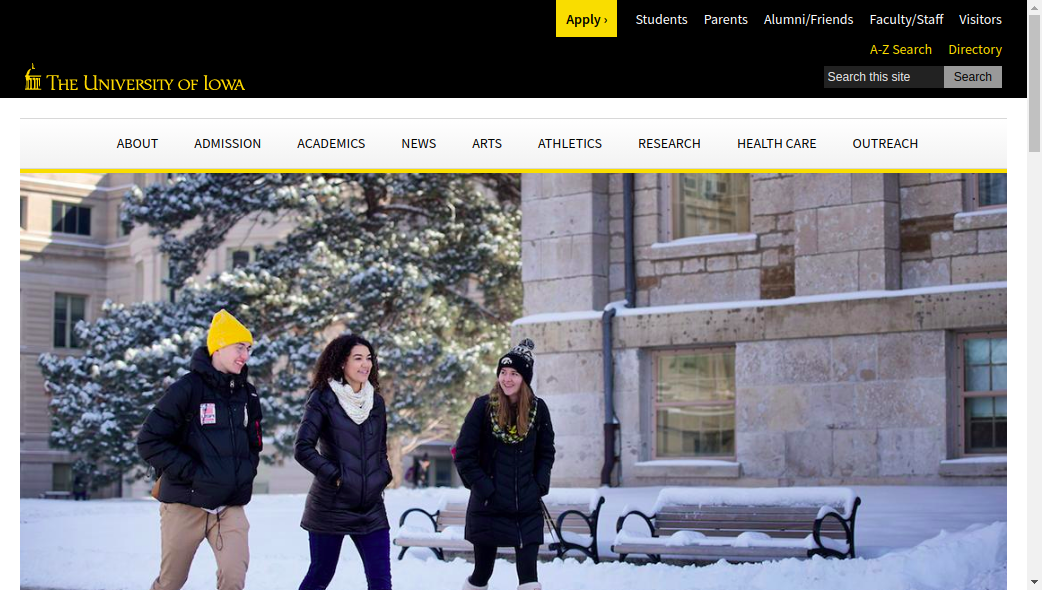 Apply › Students Parents Alumni/Friends Faculty/Staff Visitors
A-Z Search Directory
Search this site Search
The University of Iowa
ABOUT ADMISSION ACADEMICS NEWS ARTS ATHLETICS RESEARCH HEALTH CARE OUTREACH